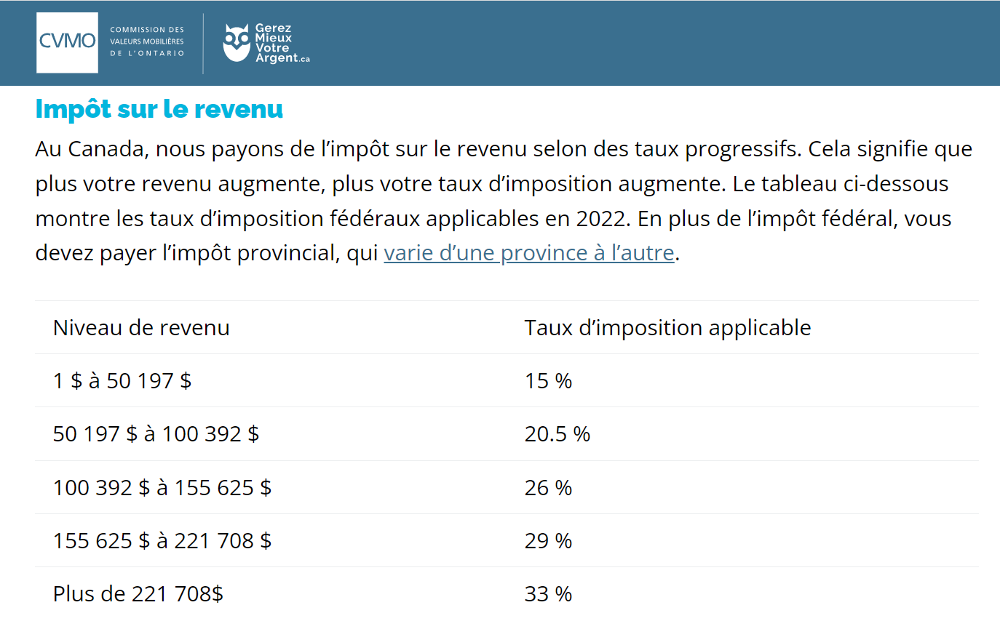 CVMO
COMMISSION DES
VALEURS MOBILIÈRES
DE L'ONTARIO
Gerez
Mieux
Votre
Argent.ca
Impôt sur le revenu
Au Canada, nous payons de l’impôt sur le revenu selon des taux progressifs. Cela signifie que
plus votre revenu augmente, plus votre taux d’imposition augmente. Le tableau ci-dessous
montre les taux d’imposition fédéraux applicables en 2022. En plus de l’impôt fédéral, vous
devez payer l’impôt provincial, qui varie d’une province à l’autre.
Niveau de revenu Taux d’imposition applicable
1 $ à 50 197 $ 15 %
50 197 $ à 100 392 $ 20.5 %
100 392 $ à 155 625 $ 26 %
155 625 $ à 221 708 $ 29 %
Plus de 221 708$ 33 %